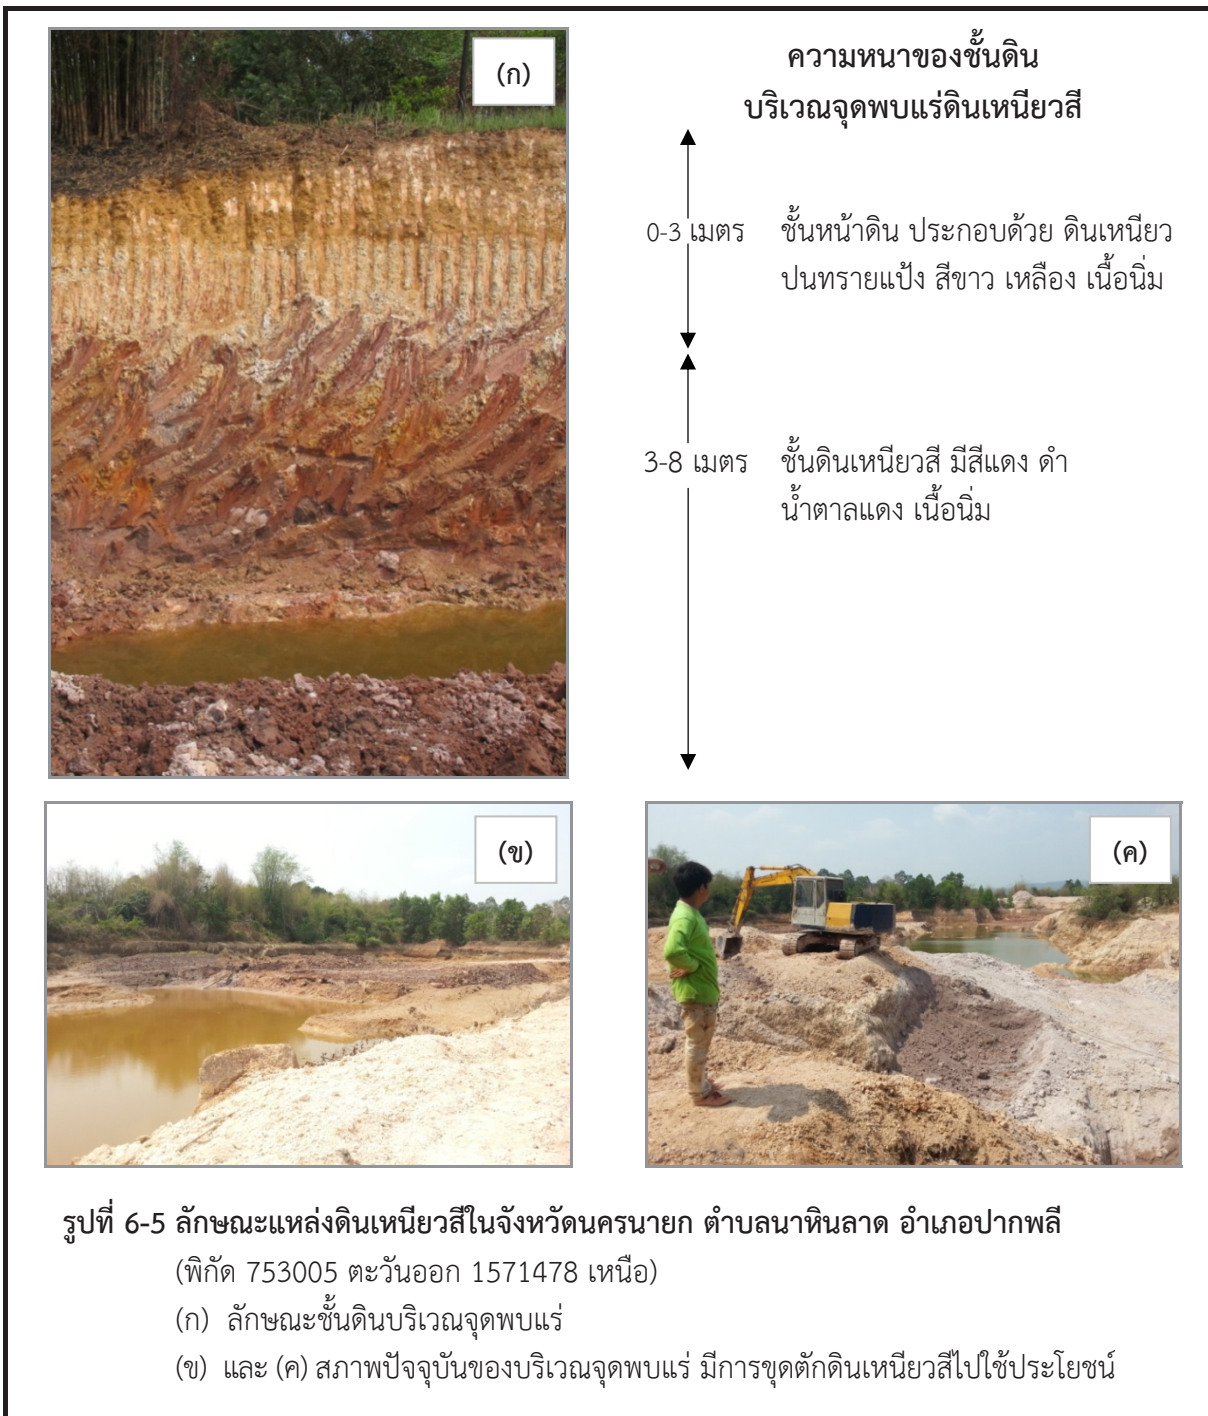 (ก)
ความหนาของชั้นดิน
บริเวณจุดพบแร่ดินเหนียวสี
0-3 เมตร ชั้นหน้าดิน ประกอบด้วย ดินเหนียว
ปนทรายแป้ง สีขาว เหลือง เนื้อนิ่ม
3-8 เมตร ชั้นดินเหนียวสี มีสีแดง ดำ
น้ำตาลแดง เนื้อนิ่ม
(ข)
(ค)
รูปที่ 6-5 ลักษณะแหล่งดินเหนียวสีในจังหวัดนครนายก ตำบลนาหินลาด อำเภอปากพลี
(พิกัด 753005 ตะวันออก 1571478 เหนือ)
(ก) ลักษณะชั้นดินบริเวณจุดพบแร่
(ข) และ (ค) สภาพปัจจุบันของบริเวณจุดพบแร่ มีการขุดตักดินเหนียวสีไปใช้ประโยชน์